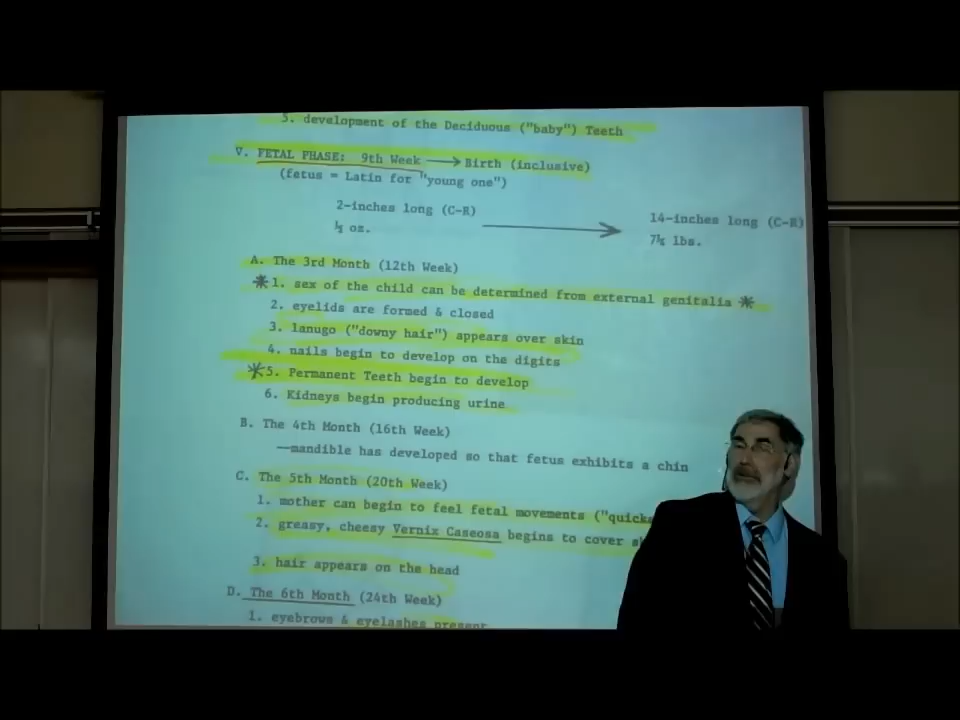 5. development of the Deciduous ("baby") Teeth
V. FETAL PHASE: 9th Week → Birth (inclusive)
(fetus = Latin for "young one")
2-inches long (C-R) 14-inches long (C-R)
oz. 7½ lbs.
A. The 3rd Month (12th Week)
*1. sex of the child can be determined from external genitalia *
2. eyelids are formed & closed
3. lanugo ("downy hair") appears over skin
4. nails begin to develop on the digits
*5. Permanent Teeth begin to develop
6. Kidneys begin producing urine
B. The 4th Month (16th Week)
—mandible has developed so that fetus exhibits a chin
C. The 5th Month (20th Week)
1. mother can begin to feel fetal movements ("quick
2. greasy, cheesy Vernix Caseosa begins to cover
3. hair appears on the head
D. The 6th Month (24th Week)
1. eyebrows & eyelashes present